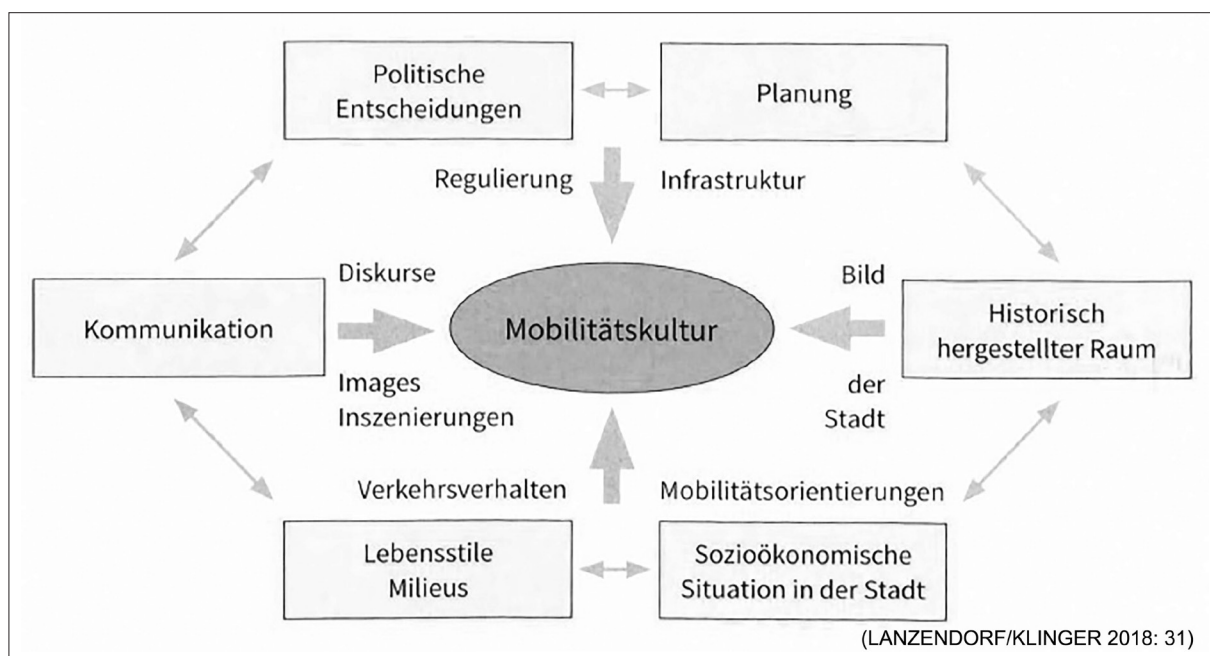 Politische
Entscheidungen
Planung
Regulierung
Infrastruktur
Diskurse
Bild
Kommunikation
Mobilitätskultur
Historisch
hergestellter Raum
Images
Inszenierungen
der
Stadt
Verkehrsverhalten
Mobilitätsorientierungen
Lebensstile
Milieus
Sozioökonomische
Situation in der Stadt
(LANZENDORF/KLINGER 2018: 31)